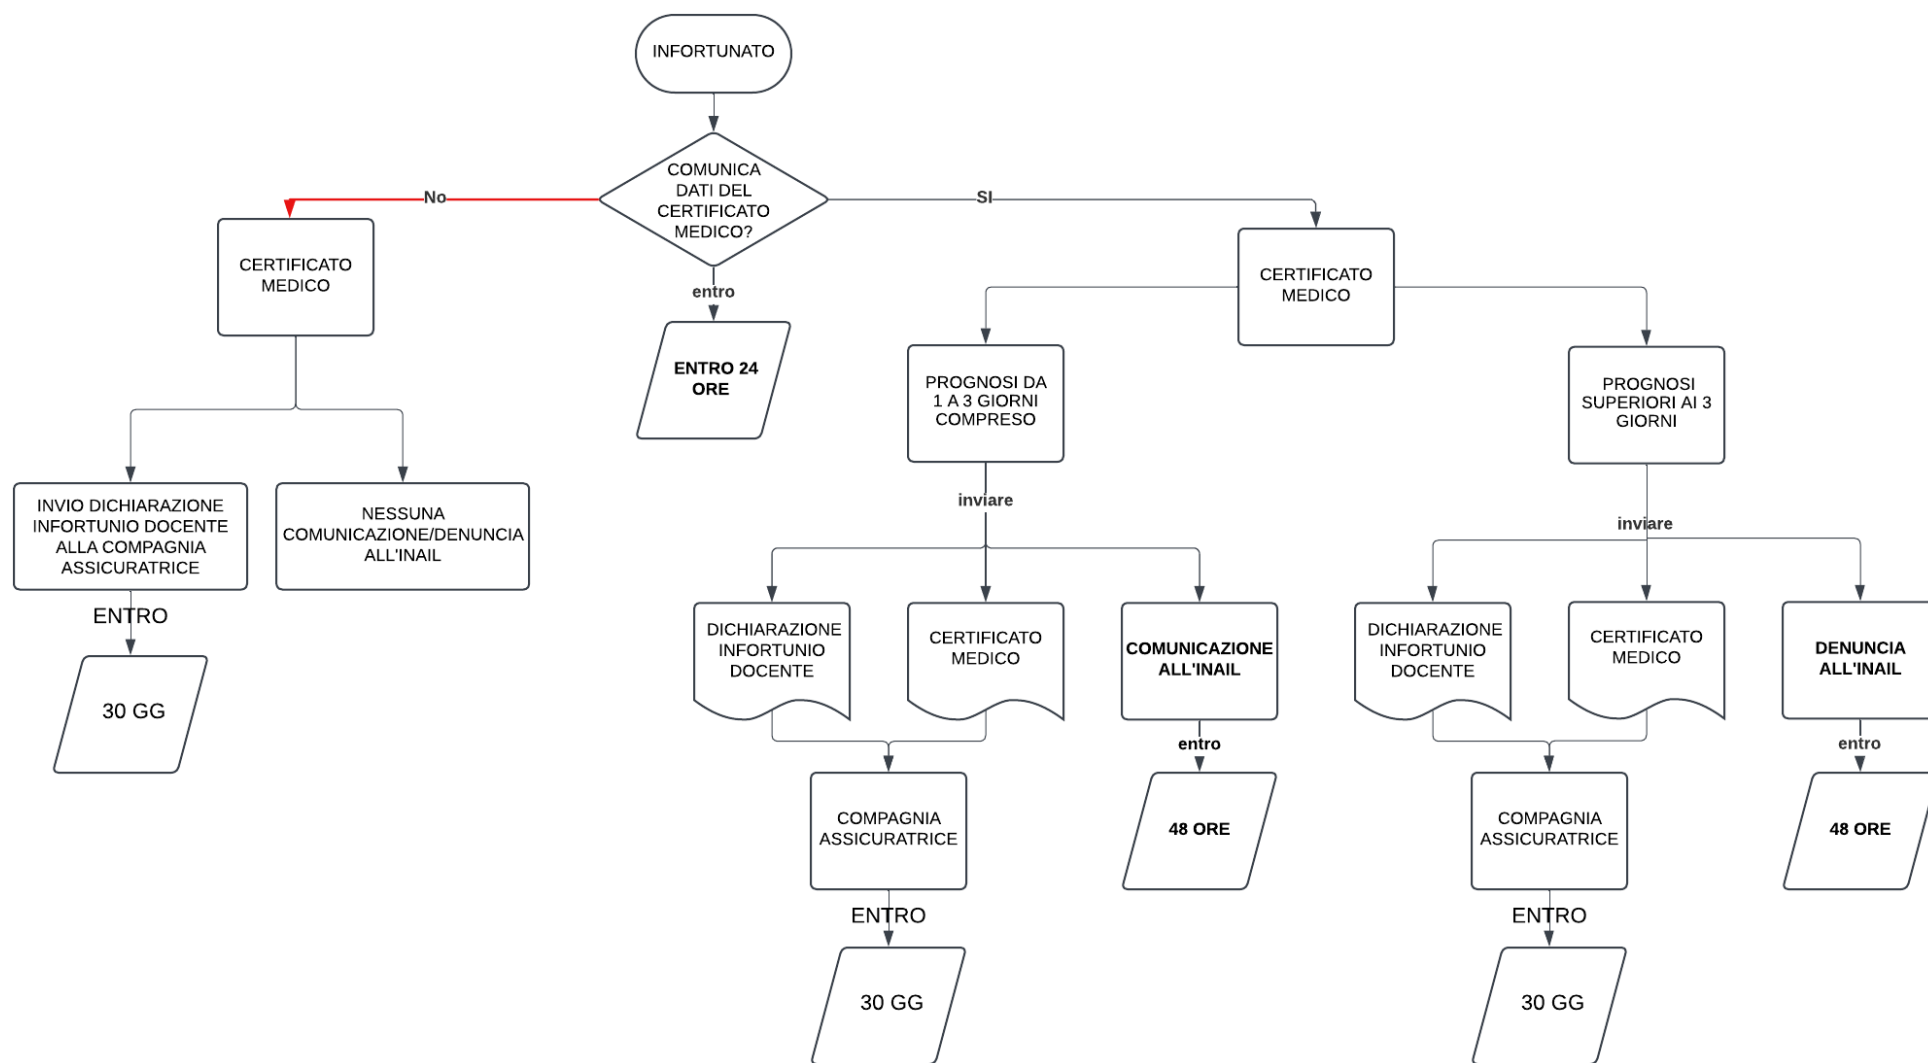 INFORTUNATO
COMUNICA
DATI DEL
CERTIFICATO
MEDICO?
No
SI
CERTIFICATO
MEDICO
entro
ENTRO 24
ORE
CERTIFICATO
MEDICO
PROGNOSI DA
1 A 3 GIORNI
COMPRESO
PROGNOSI
SUPERIORI AI 3
GIORNI
INVIO DICHIARAZIONE
INFORTUNIO DOCENTE
ALLA COMPAGNIA
ASSICURATRICE
NESSUNA
COMUNICAZIONE/DENUNCIA
ALL'INAIL
ENTRO
30 GG
inviare
DICHIARAZIONE
INFORTUNIO
DOCENTE
CERTIFICATO
MEDICO
COMUNICAZIONE
ALL'INAIL
entro
48 ORE
COMPAGNIA
ASSICURATRICE
ENTRO
30 GG
inviare
DICHIARAZIONE
INFORTUNIO
DOCENTE
CERTIFICATO
MEDICO
DENUNCIA
ALL'INAIL
entro
48 ORE
COMPAGNIA
ASSICURATRICE
ENTRO
30 GG